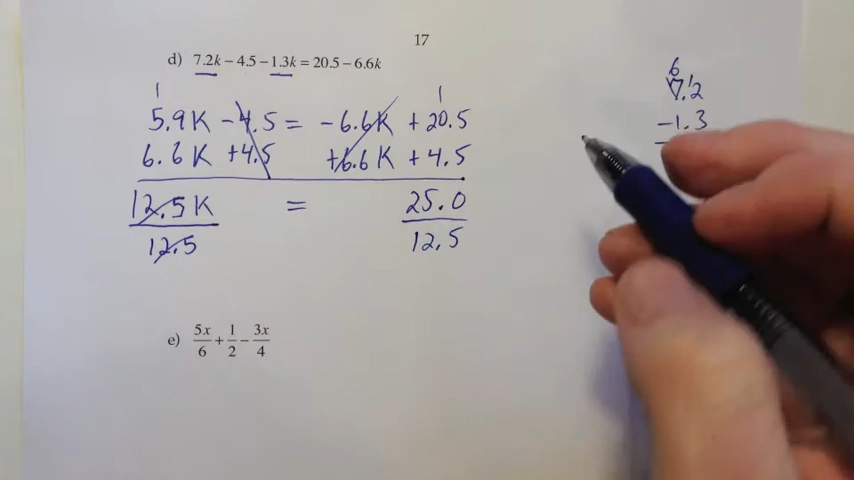 17
d) 7.2k − 4.5 − 1.3k = 20.5 − 6.6k
6
7.12
− 1.3
1 1
5.9K − 4.5 = − 6.6K + 20.5
6.6K + 4.5 + 6.6K + 4.5
12.5K = 25.0
12.5 12.5
e) 5x/6 + 1/2 − 3x/4